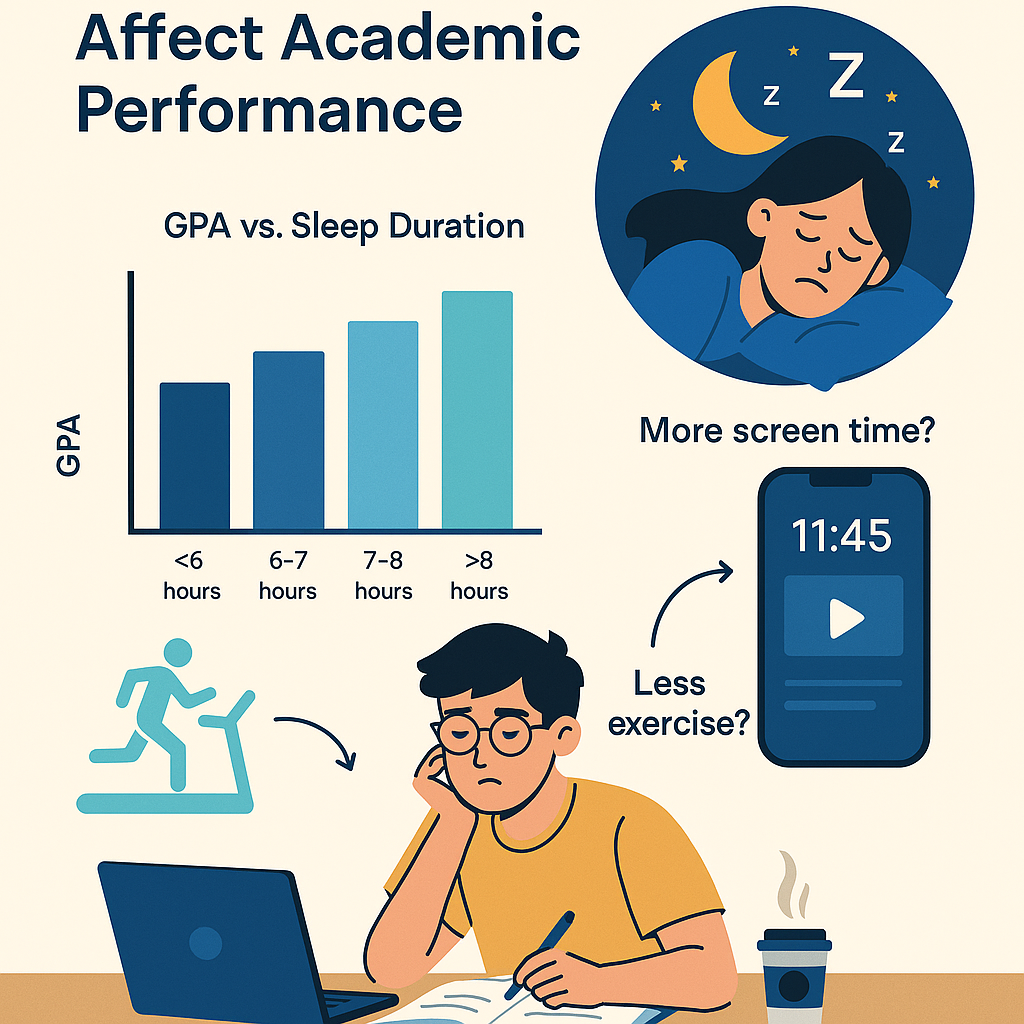 Affect Academic
Performance
z
Z
z
GPA vs. Sleep Duration
GPA
<6
hours
6–7
hours
7–8
hours
>8
hours
More screen time?
11:45
Less
exercise?